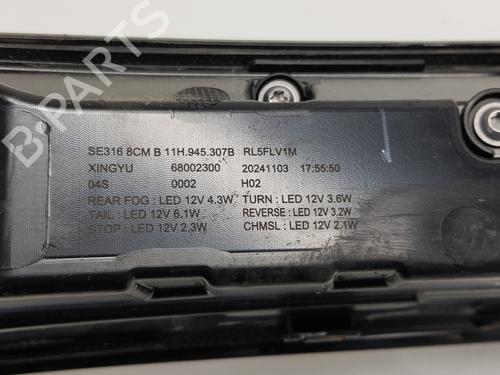 SE316 8CM B 11H.945.307B RL5FLV1M
XINGYU 68002300 20241103 17:55:50
04S 0002 H02
REAR FOG : LED 12V 4.3W TURN : LED 12V 3.6W
TAIL : LED 12V 6.1W REVERSE : LED 12V 3.2W
STOP : LED 12V 2.3W CHMSL : LED 12V 2.1W
B-PARTS